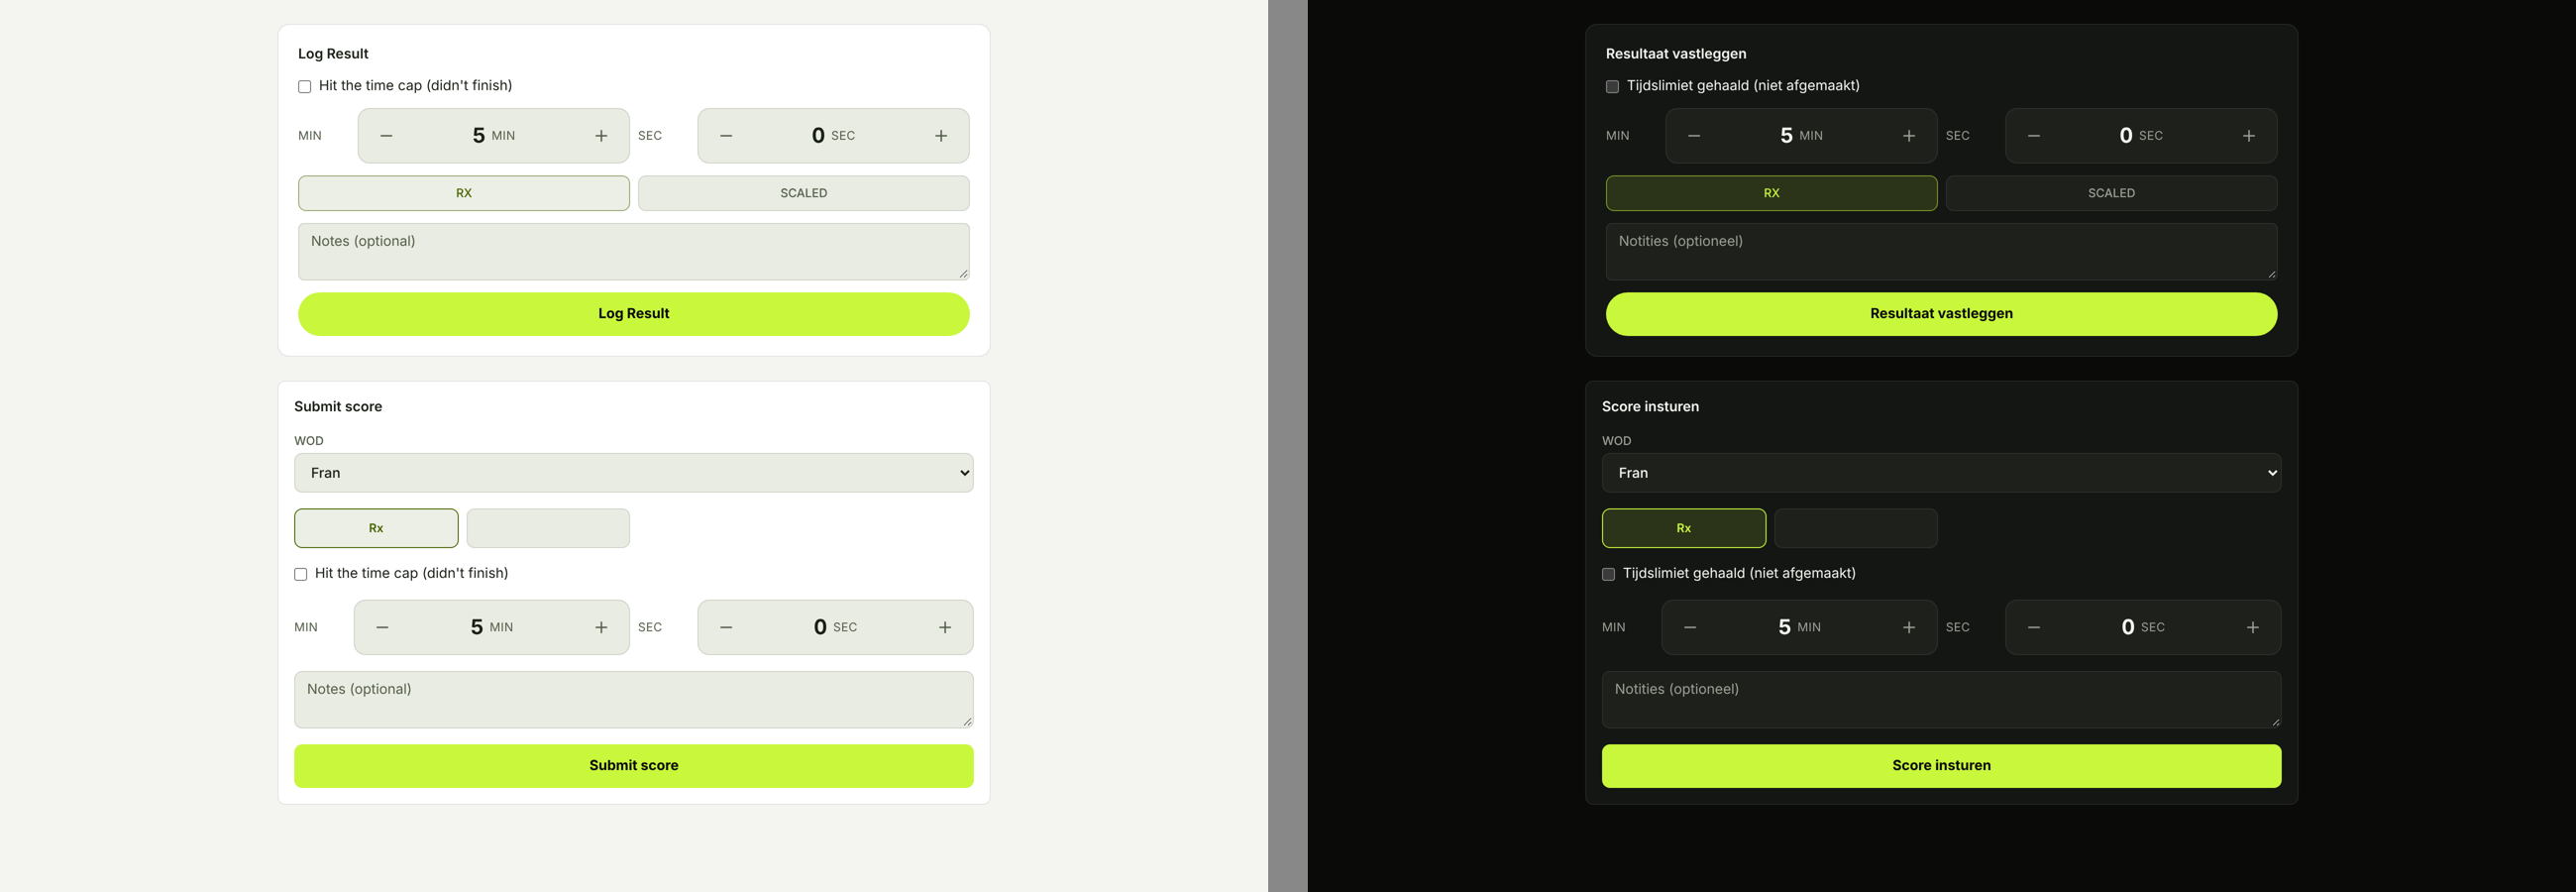 Log Result
Hit the time cap (didn't finish)
MIN − 5 MIN + SEC − 0 SEC +
RX SCALED
Notes (optional)
Log Result
Submit score
WOD
Fran
Rx
Hit the time cap (didn't finish)
MIN − 5 MIN + SEC − 0 SEC +
Notes (optional)
Submit score
Resultaat vastleggen
Tijdslimiet gehaald (niet afgemaakt)
MIN − 5 MIN + SEC − 0 SEC +
RX SCALED
Notities (optioneel)
Resultaat vastleggen
Score insturen
WOD
Fran
Rx
Tijdslimiet gehaald (niet afgemaakt)
MIN − 5 MIN + SEC − 0 SEC +
Notities (optioneel)
Score insturen